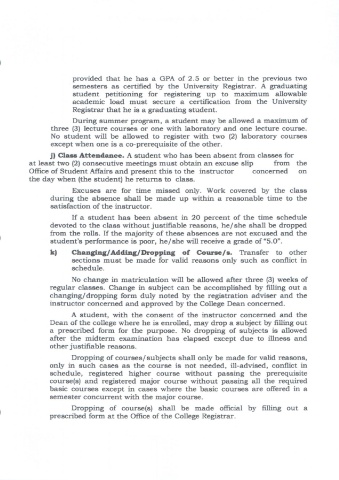 provided that he has a GPA of 2.5 or better in the previous two
semesters as certified by the University Registrar. A graduating
student petitioning for registering up to maximum allowable
academic load must secure a certification from the University
Registrar that he is a graduating student.
During summer program, a student may be allowed a maximum of
three (3) lecture courses or one with laboratory and one lecture course.
No student will be allowed to register with two (2) laboratory courses
except when one is a co-prerequisite of the other.
j) Class Attendance. A student who has been absent from classes for
at least two (2) consecutive meetings must obtain an excuse slip from the
Office of Student Affairs and present this to the instructor concerned on
the day when (the student) he returns to class.
Excuses are for time missed only. Work covered by the class
during the absence shall be made up within a reasonable time to the
satisfaction of the instructor.
If a student has been absent in 20 percent of the time schedule
devoted to the class without justifiable reasons, he/she shall be dropped
from the rolls. If the majority of these absences are not excused and the
student's performance is poor, he/she will receive a grade of "5.0".
k) Changing/Adding/Dropping of Course/s. Transfer to other
sections must be made for valid reasons only such as conflict in
schedule.
No change in matriculation will be allowed after three (3) weeks of
regular classes. Change in subject can be accomplished by filling out a
changing/dropping form duly noted by the registration adviser and the
instructor concerned and approved by the College Dean concerned.
A student, with the consent of the instructor concerned and the
Dean of the college where he is enrolled, may drop a subject by filling out
a prescribed form for the purpose. No dropping of subjects is allowed
after the midterm examination has elapsed except due to illness and
other justifiable reasons.
Dropping of courses/subjects shall only be made for valid reasons,
only in such cases as the course is not needed, ill-advised, conflict in
schedule, registered higher course without passing the prerequisite
course(s) and registered major course without passing all the required
basic courses except in cases where the basic courses are offered in a
semester concurrent with the major course.
Dropping of course(s) shall be made official by filling out a
prescribed form at the Office of the College Registrar.